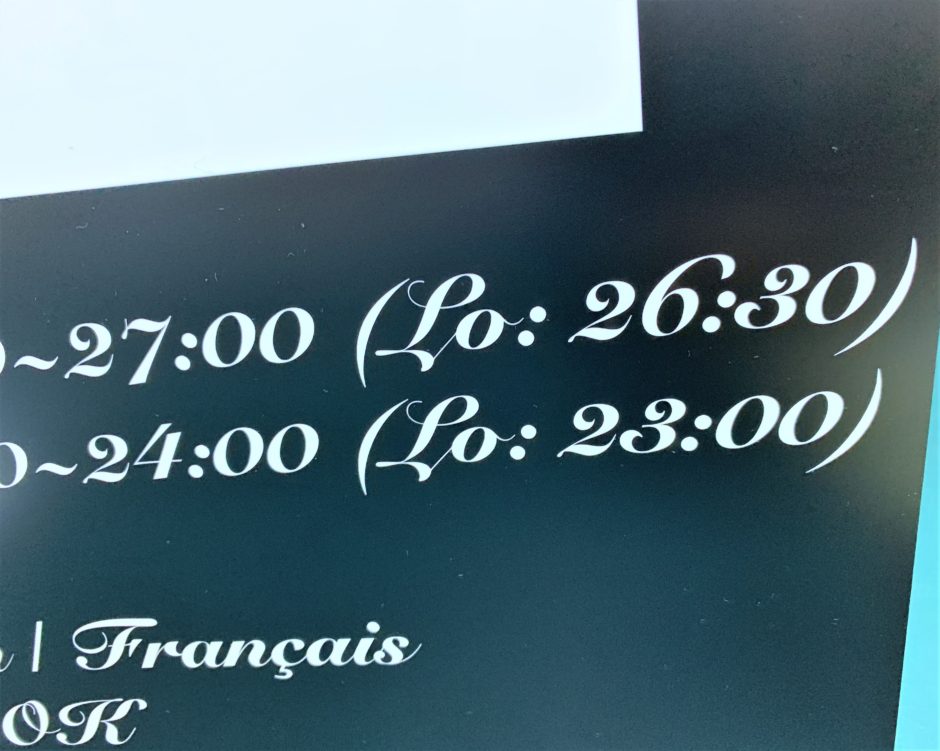 ~27:00 (Lo: 26:30)
~24:00 (Lo: 23:00)
| Français
OK